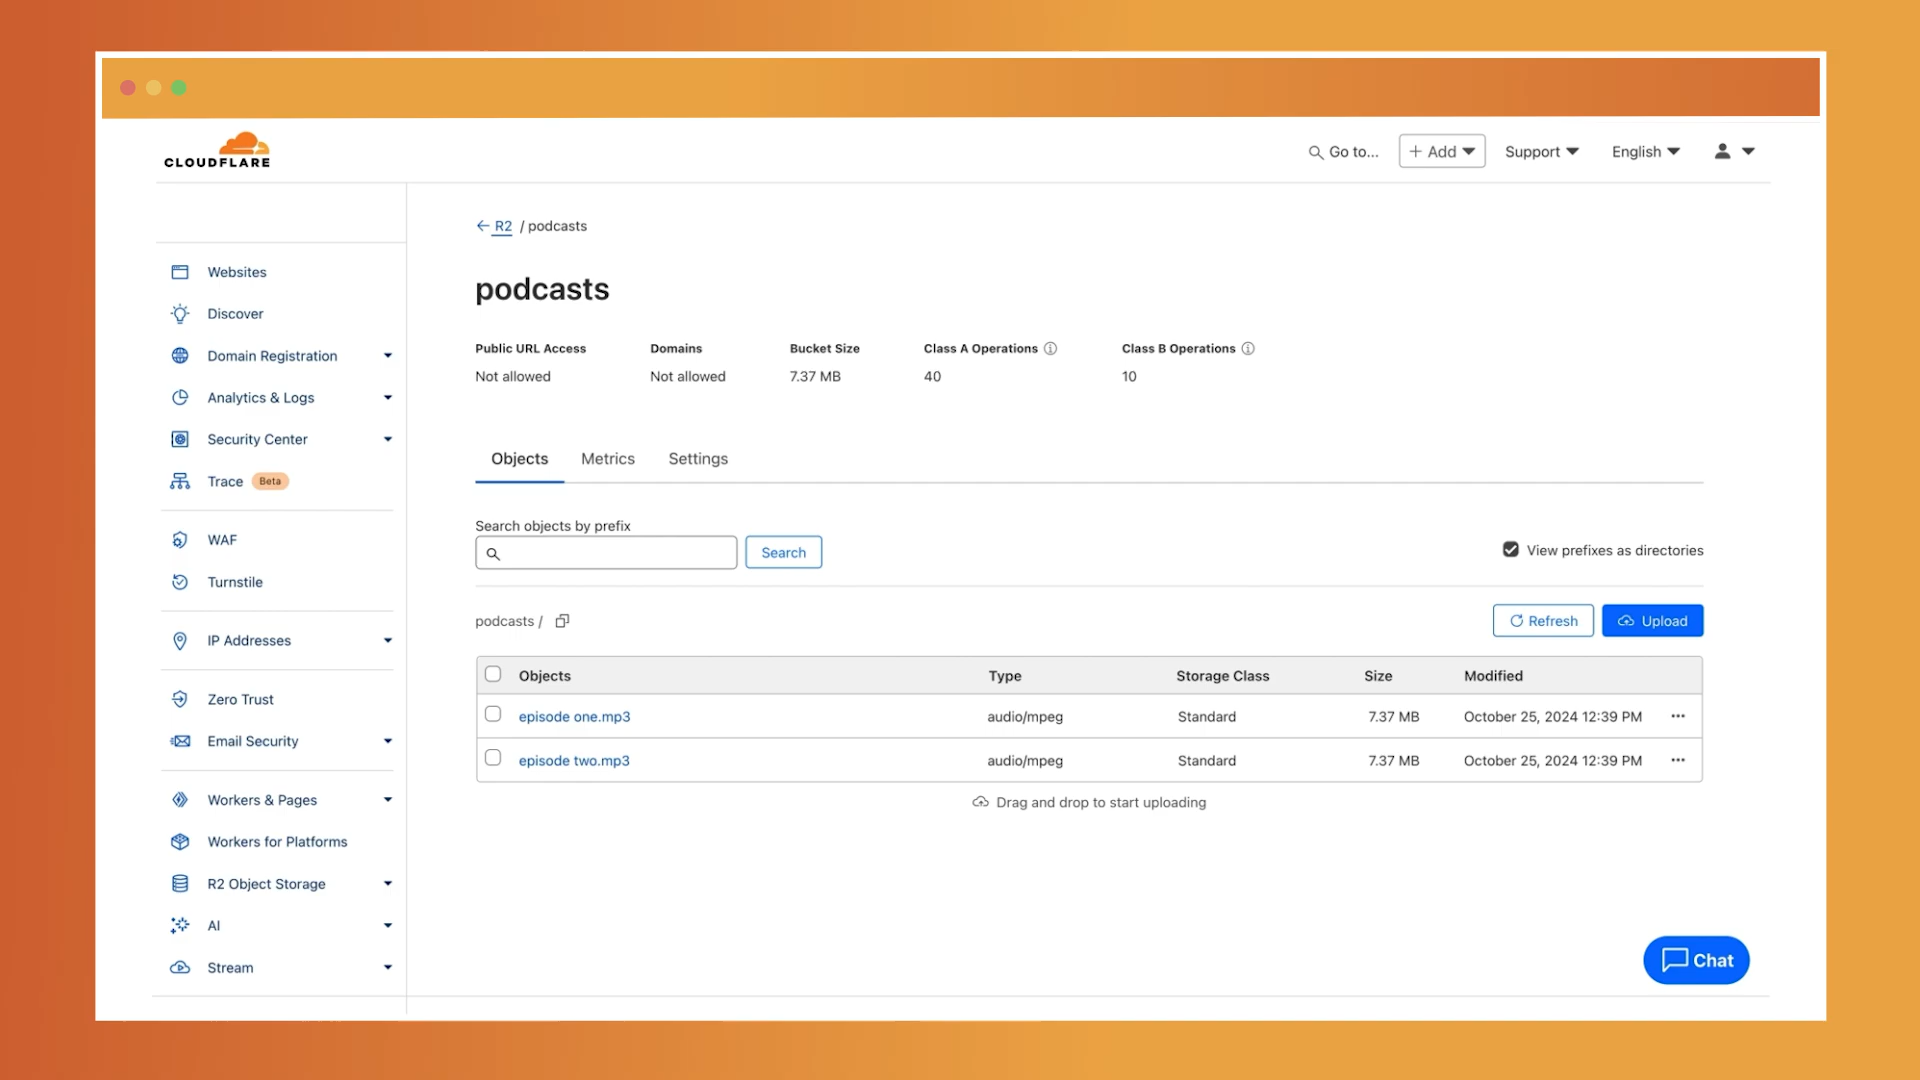 CLOUDFLARE
Go to...
+ Add
Support
English
Websites
Discover
Domain Registration
Analytics & Logs
Security Center
Trace Beta
WAF
Turnstile
IP Addresses
Zero Trust
Email Security
Workers & Pages
Workers for Platforms
R2 Object Storage
AI
Stream
← R2 / podcasts
podcasts
Public URL Access Domains Bucket Size Class A Operations Class B Operations
Not allowed Not allowed 7.37 MB 40 10
Objects Metrics Settings
Search objects by prefix
Search
View prefixes as directories
podcasts /
Refresh Upload
Objects Type Storage Class Size Modified
episode one.mp3 audio/mpeg Standard 7.37 MB October 25, 2024 12:39 PM ...
episode two.mp3 audio/mpeg Standard 7.37 MB October 25, 2024 12:39 PM ...
Drag and drop to start uploading
Chat